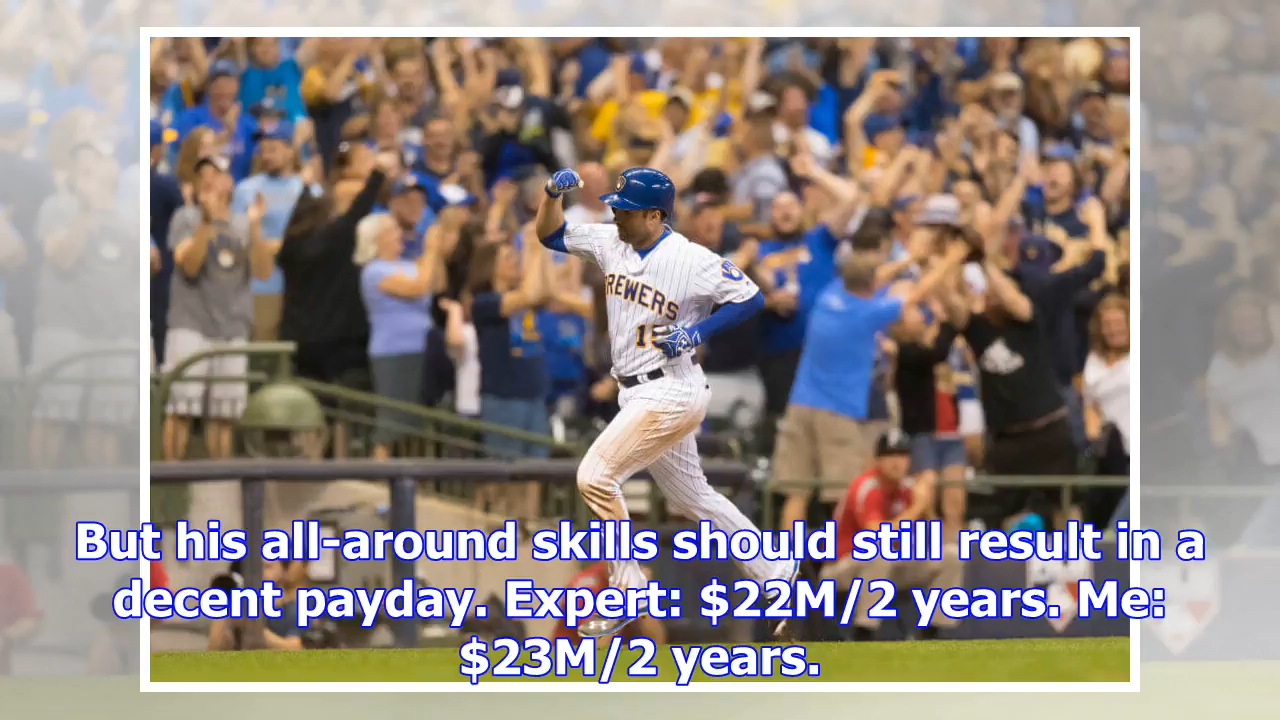 BREWERS
But his all-around skills should still result in a
decent payday. Expert: $22M/2 years. Me:
$23M/2 years.